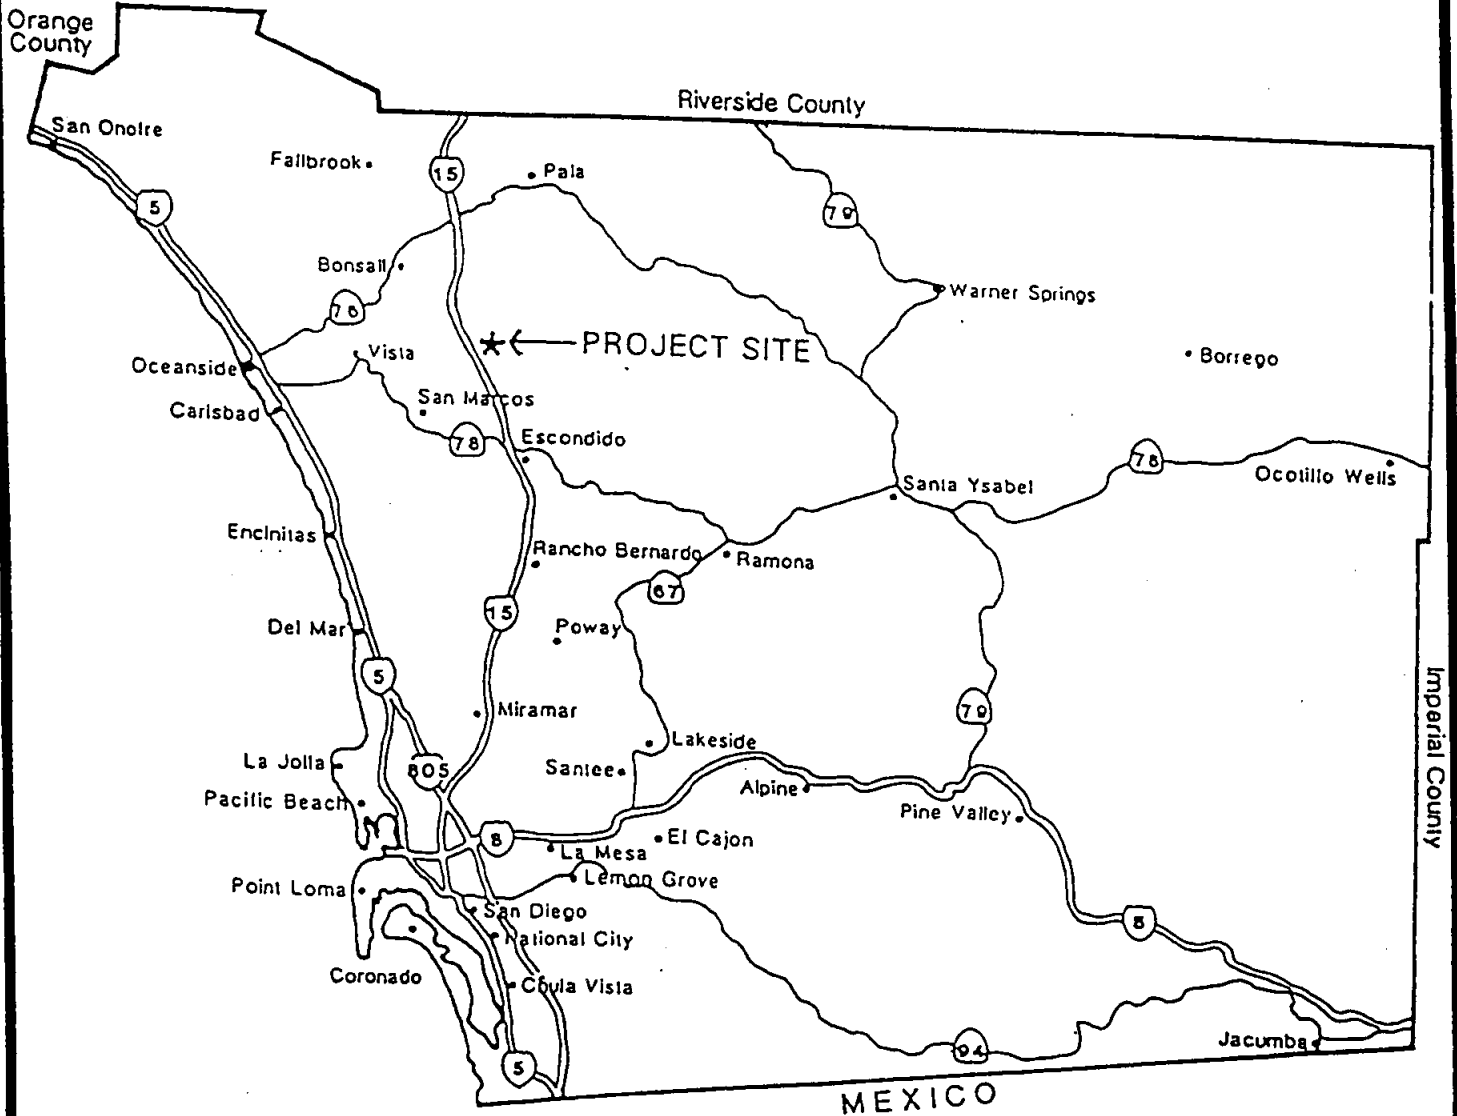 Orange
County
Riverside County
San Onofre
Fallbrook
15
Pala
5
79
Bonsall
76
Warner Springs
PROJECT SITE
Vista
Oceanside
Borrego
San Marcos
Carlsbad
78
Escondido
78
Ocotillo Wells
Santa Ysabel
Encinitas
Rancho Bernardo
Ramona
67
15
Del Mar
Poway
5
79
Miramar
Imperial County
Lakeside
La Jolla
805
Santee
Alpine
Pacific Beach
Pine Valley
8
El Cajon
La Mesa
Point Loma
Lemon Grove
San Diego
8
National City
Coronado
Chula Vista
94
Jacumba
5
MEXICO